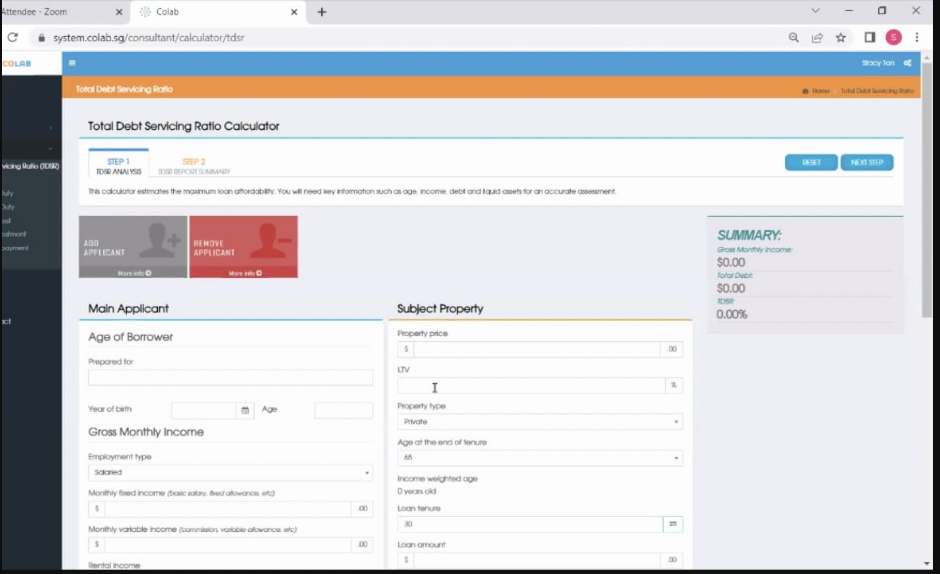 Attendee - Zoom
Colab
system.colab.sg/consultant/calculator/tdsr
S
COLAB
Stacy Tan
Total Debt Servicing Ratio
Home
Total Debt Servicing Ratio
vicing Ratio (TDSR)
Duty
Duty
payment
act
Total Debt Servicing Ratio Calculator
STEP 1
TDSR ANALYSIS
STEP 2
TDSR REPORT SUMMARY
RESET
NEXT STEP
This calculator estimates the maximum loan affordability. You will need key information such as age, income, debt and liquid assets for an accurate assessment.
ADD
APPLICANT
More info
REMOVE
APPLICANT
More info
SUMMARY:
Gross Monthly Income:
$0.00
Total Debt:
$0.00
TDSR:
0.00%
Main Applicant
Age of Borrower
Prepared for
Year of birth
Age
Gross Monthly Income
Employment type
Salaried
Monthly fixed income (basic salary, fixed allowance, etc)
$ .00
Monthly variable income (commission, variable allowance, etc)
$ .00
Rental income
Subject Property
Property price
$ .00
LTV
%
Property type
Private
Age at the end of tenure
65
Income weighted age
0 years old
Loan tenure
30
Loan amount
$ .00